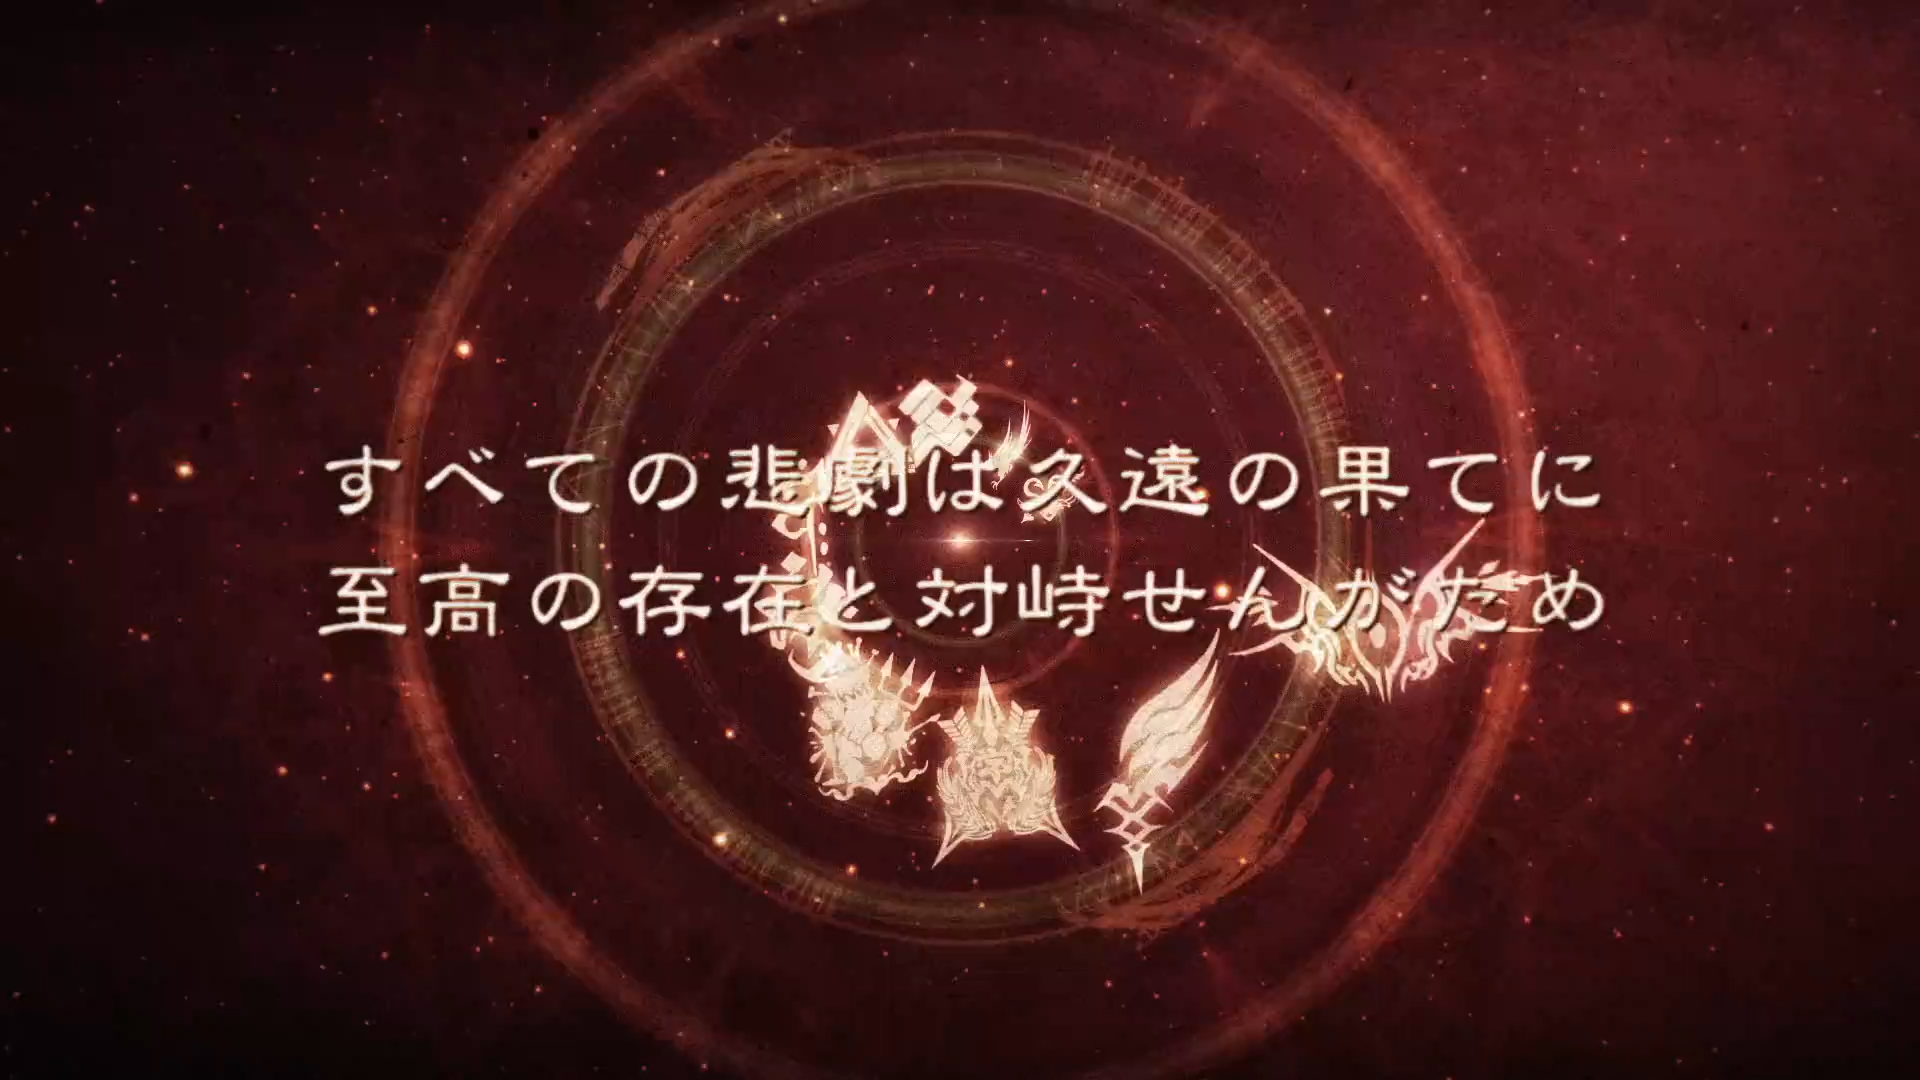 すべての悲劇は久遠の果てに
至高の存在と対峙せんがため